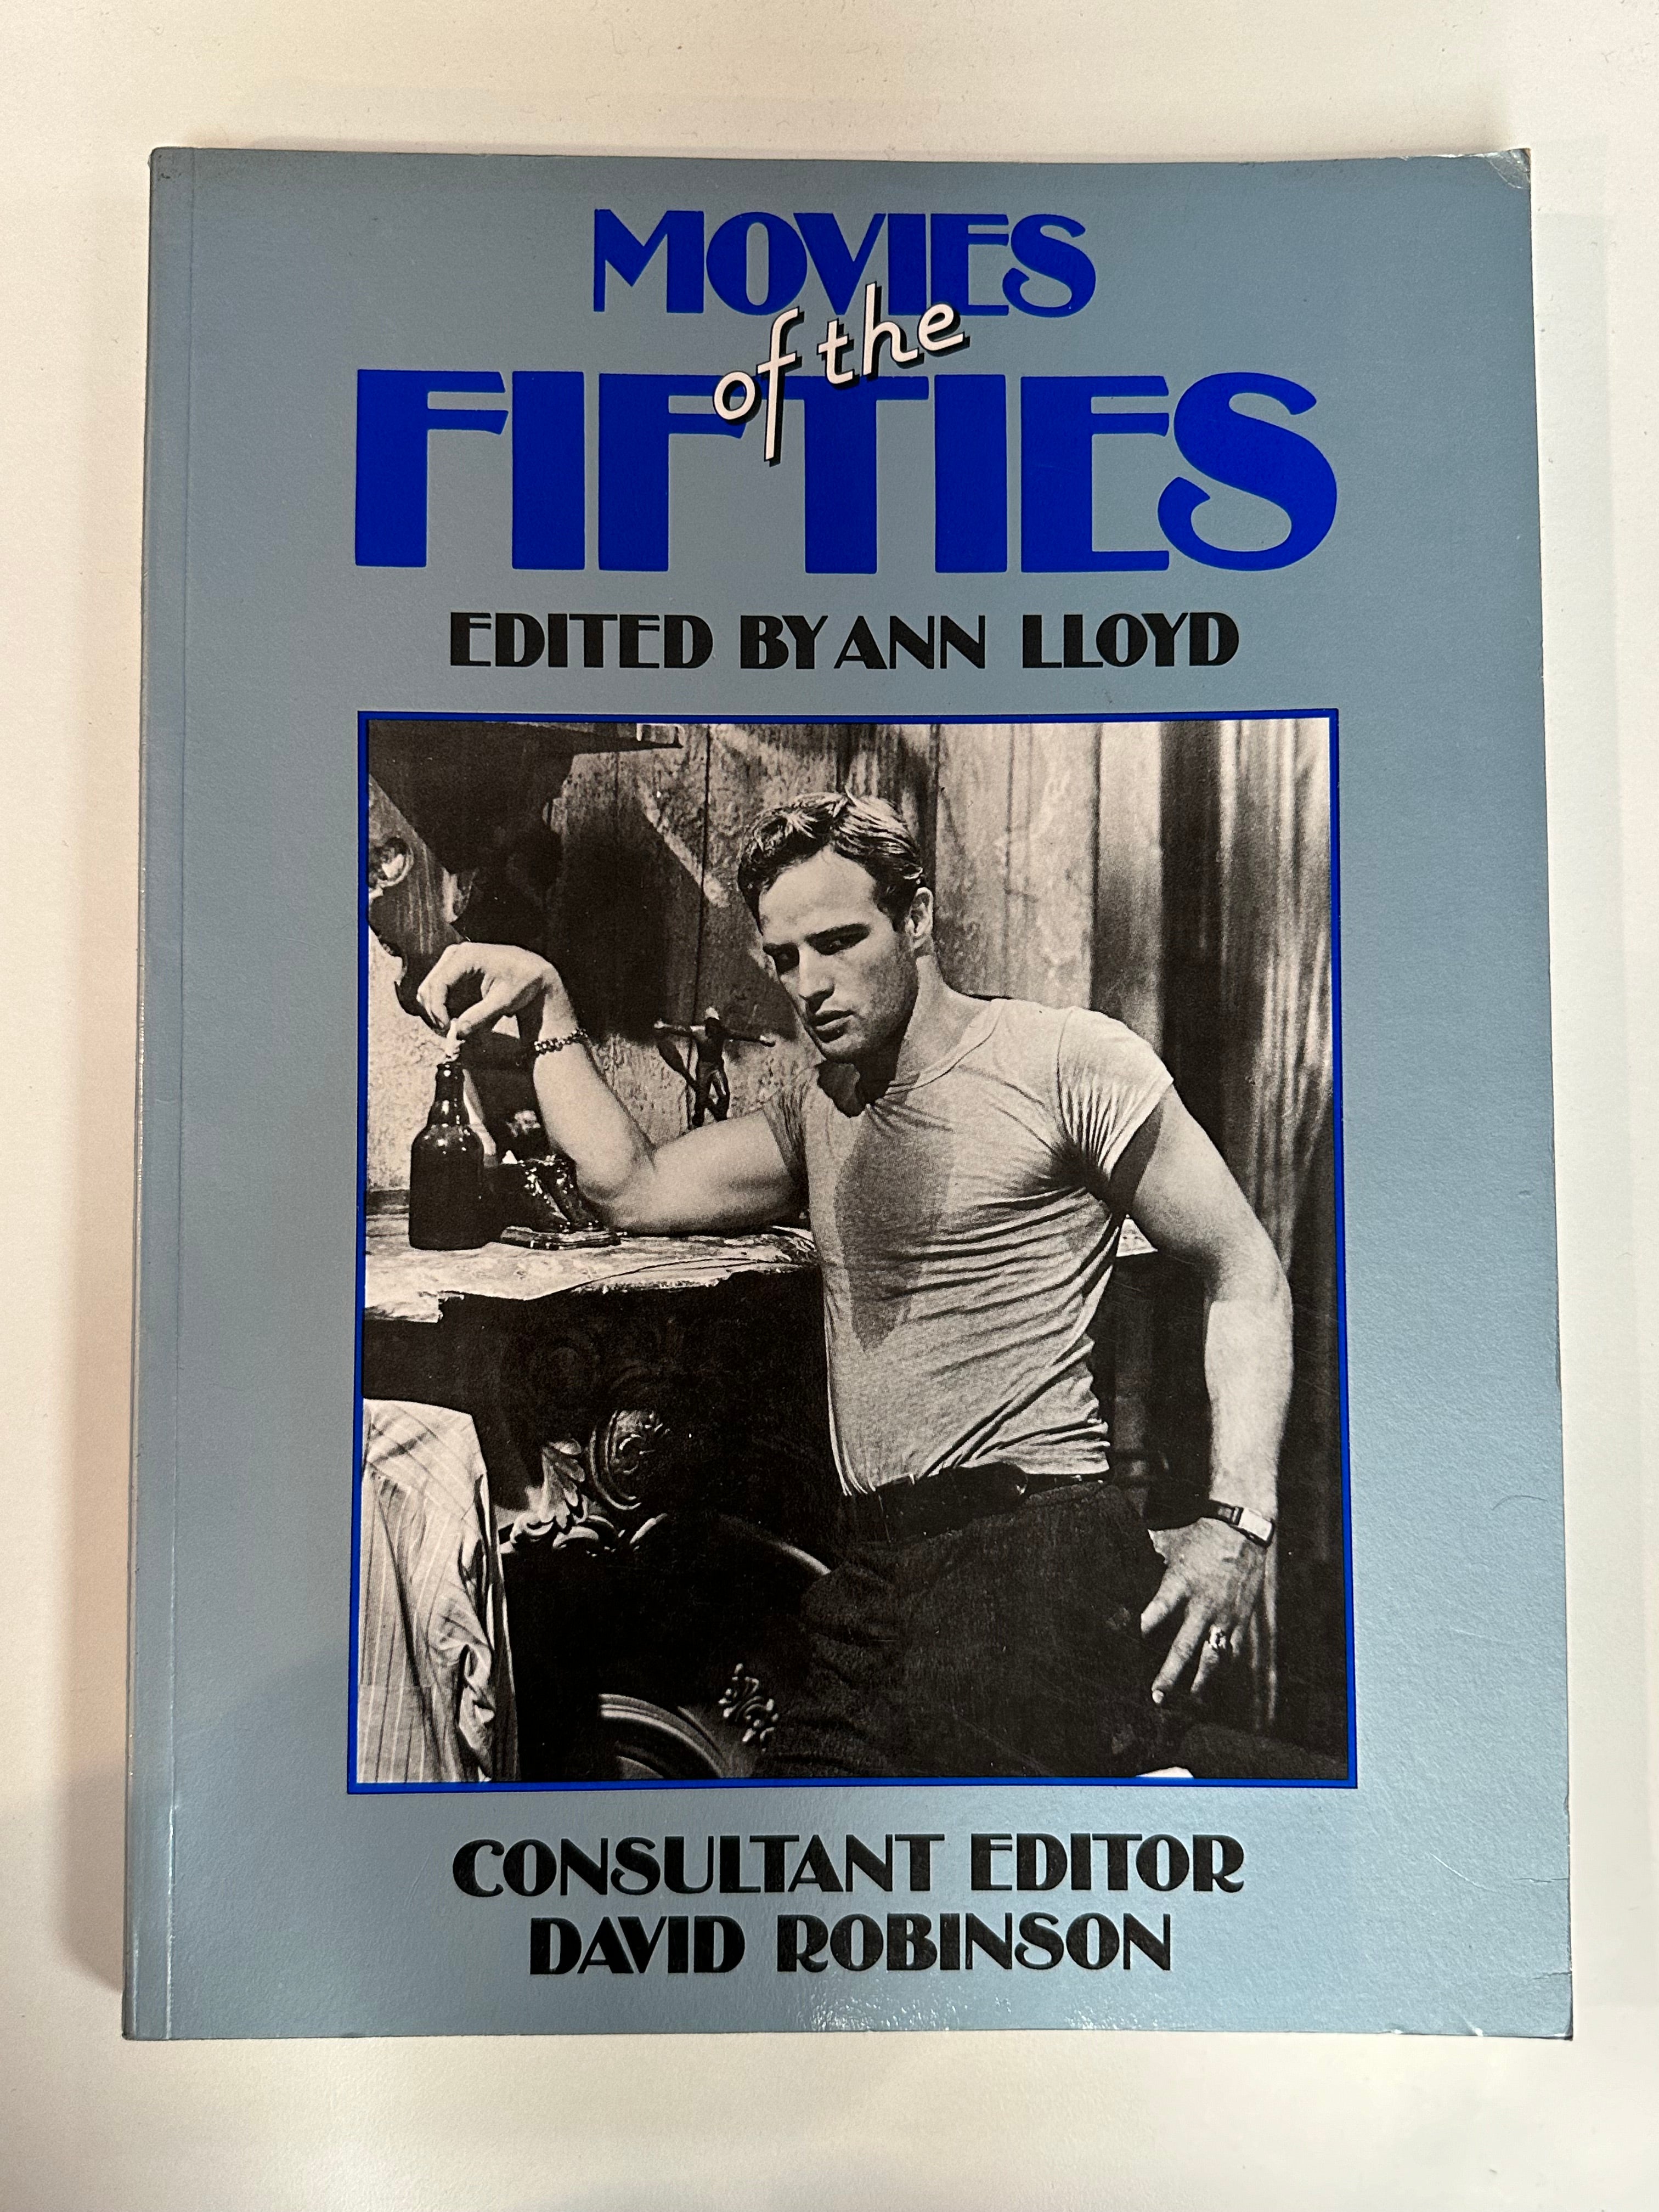 MOVIES
of the
FIFTIES
EDITED BY ANN LLOYD
CONSULTANT EDITOR
DAVID ROBINSON